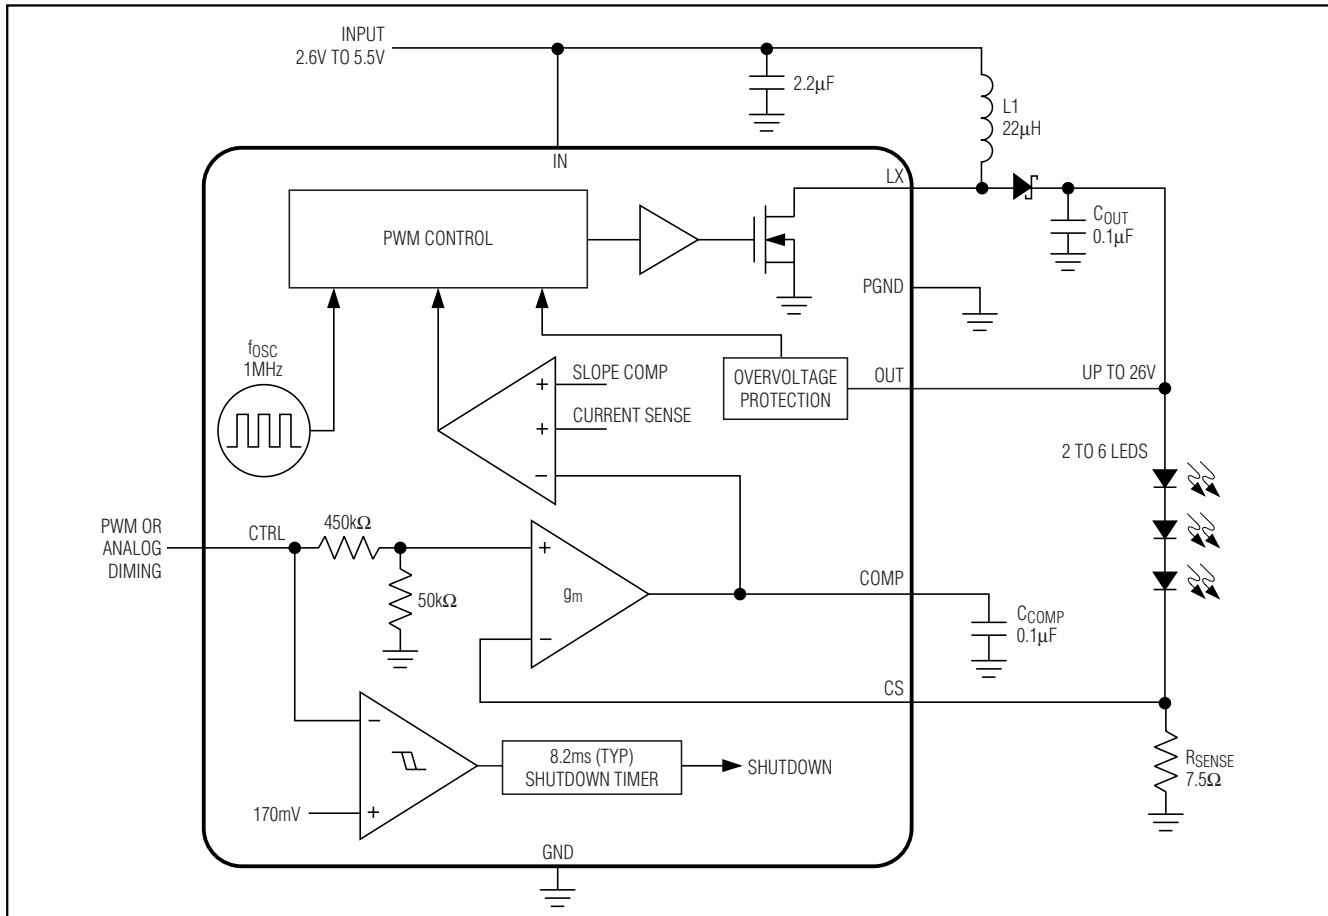 INPUT
2.6V TO 5.5V
2.2µF
L1
22µH
IN
LX
PWM CONTROL
COUT
0.1µF
PGND
fOSC
1MHz
SLOPE COMP
CURRENT SENSE
OVERVOLTAGE
PROTECTION
OUT
UP TO 26V
2 TO 6 LEDS
+
+
−
PWM OR
ANALOG
DIMING
CTRL
450kΩ
50kΩ
+
gm
−
COMP
CCOMP
0.1µF
CS
−
+
170mV
8.2ms (TYP)
SHUTDOWN TIMER
SHUTDOWN
RSENSE
7.5Ω
GND